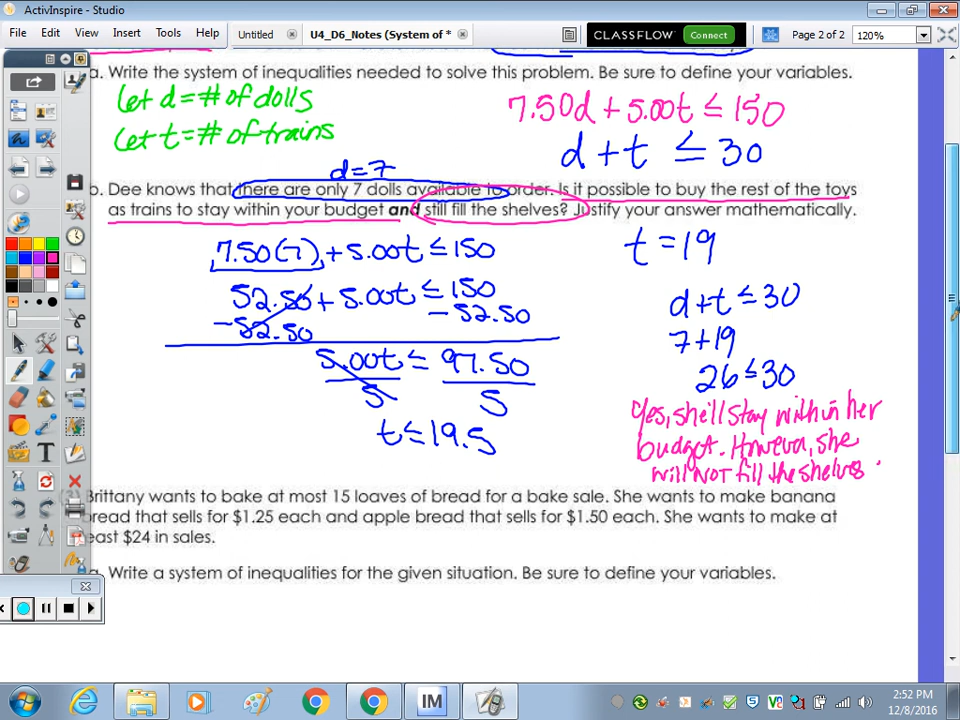 ActivInspire
File Edit View Insert Tools Help
Untitled
U4_D6_Notes (System of *
CLASSFLOW
Page 2 of 2
120%
a. Write the system of inequalities needed to solve this problem. Be sure to define your variables.
Let d = # of dolls
Let t = # of trains
7.50d + 5.00t ≤ 150
d + t ≤ 30
d = 7
b. Dee knows that there are only 7 dolls available to order. Is it possible to buy the rest of the toys
as trains to stay within your budget and still fill the shelves? Justify your answer mathematically.
7.50(7) + 5.00t ≤ 150
52.50 + 5.00t ≤ 150
-52.50 -52.50
5.00t ≤ 97.50
5 5
t ≤ 19.5
t = 19
d + t ≤ 30
7 + 19
26 ≤ 30
Yes, she'll stay within her
budget. However, she
will NOT fill the shelves.
(3) Brittany wants to bake at most 15 loaves of bread for a bake sale. She wants to make banana
bread that sells for $1.25 each and apple bread that sells for $1.50 each. She wants to make at
east $24 in sales.
a. Write a system of inequalities for the given situation. Be sure to define your variables.
IM
2:52 PM
12/8/2016